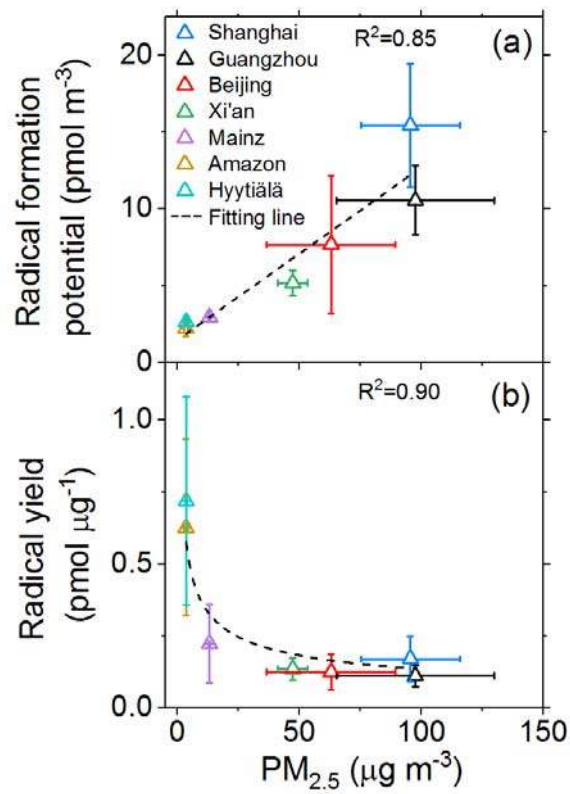 R²=0.85
(a)
Shanghai
Guangzhou
Beijing
Xi'an
Mainz
Amazon
Hyytiälä
Fitting line
Radical formation
potential (pmol m⁻³)
20
10
0
R²=0.90
(b)
Radical yield
(pmol μg⁻¹)
1.0
0.5
0.0
0 50 100 150
PM₂.₅ (μg m⁻³)